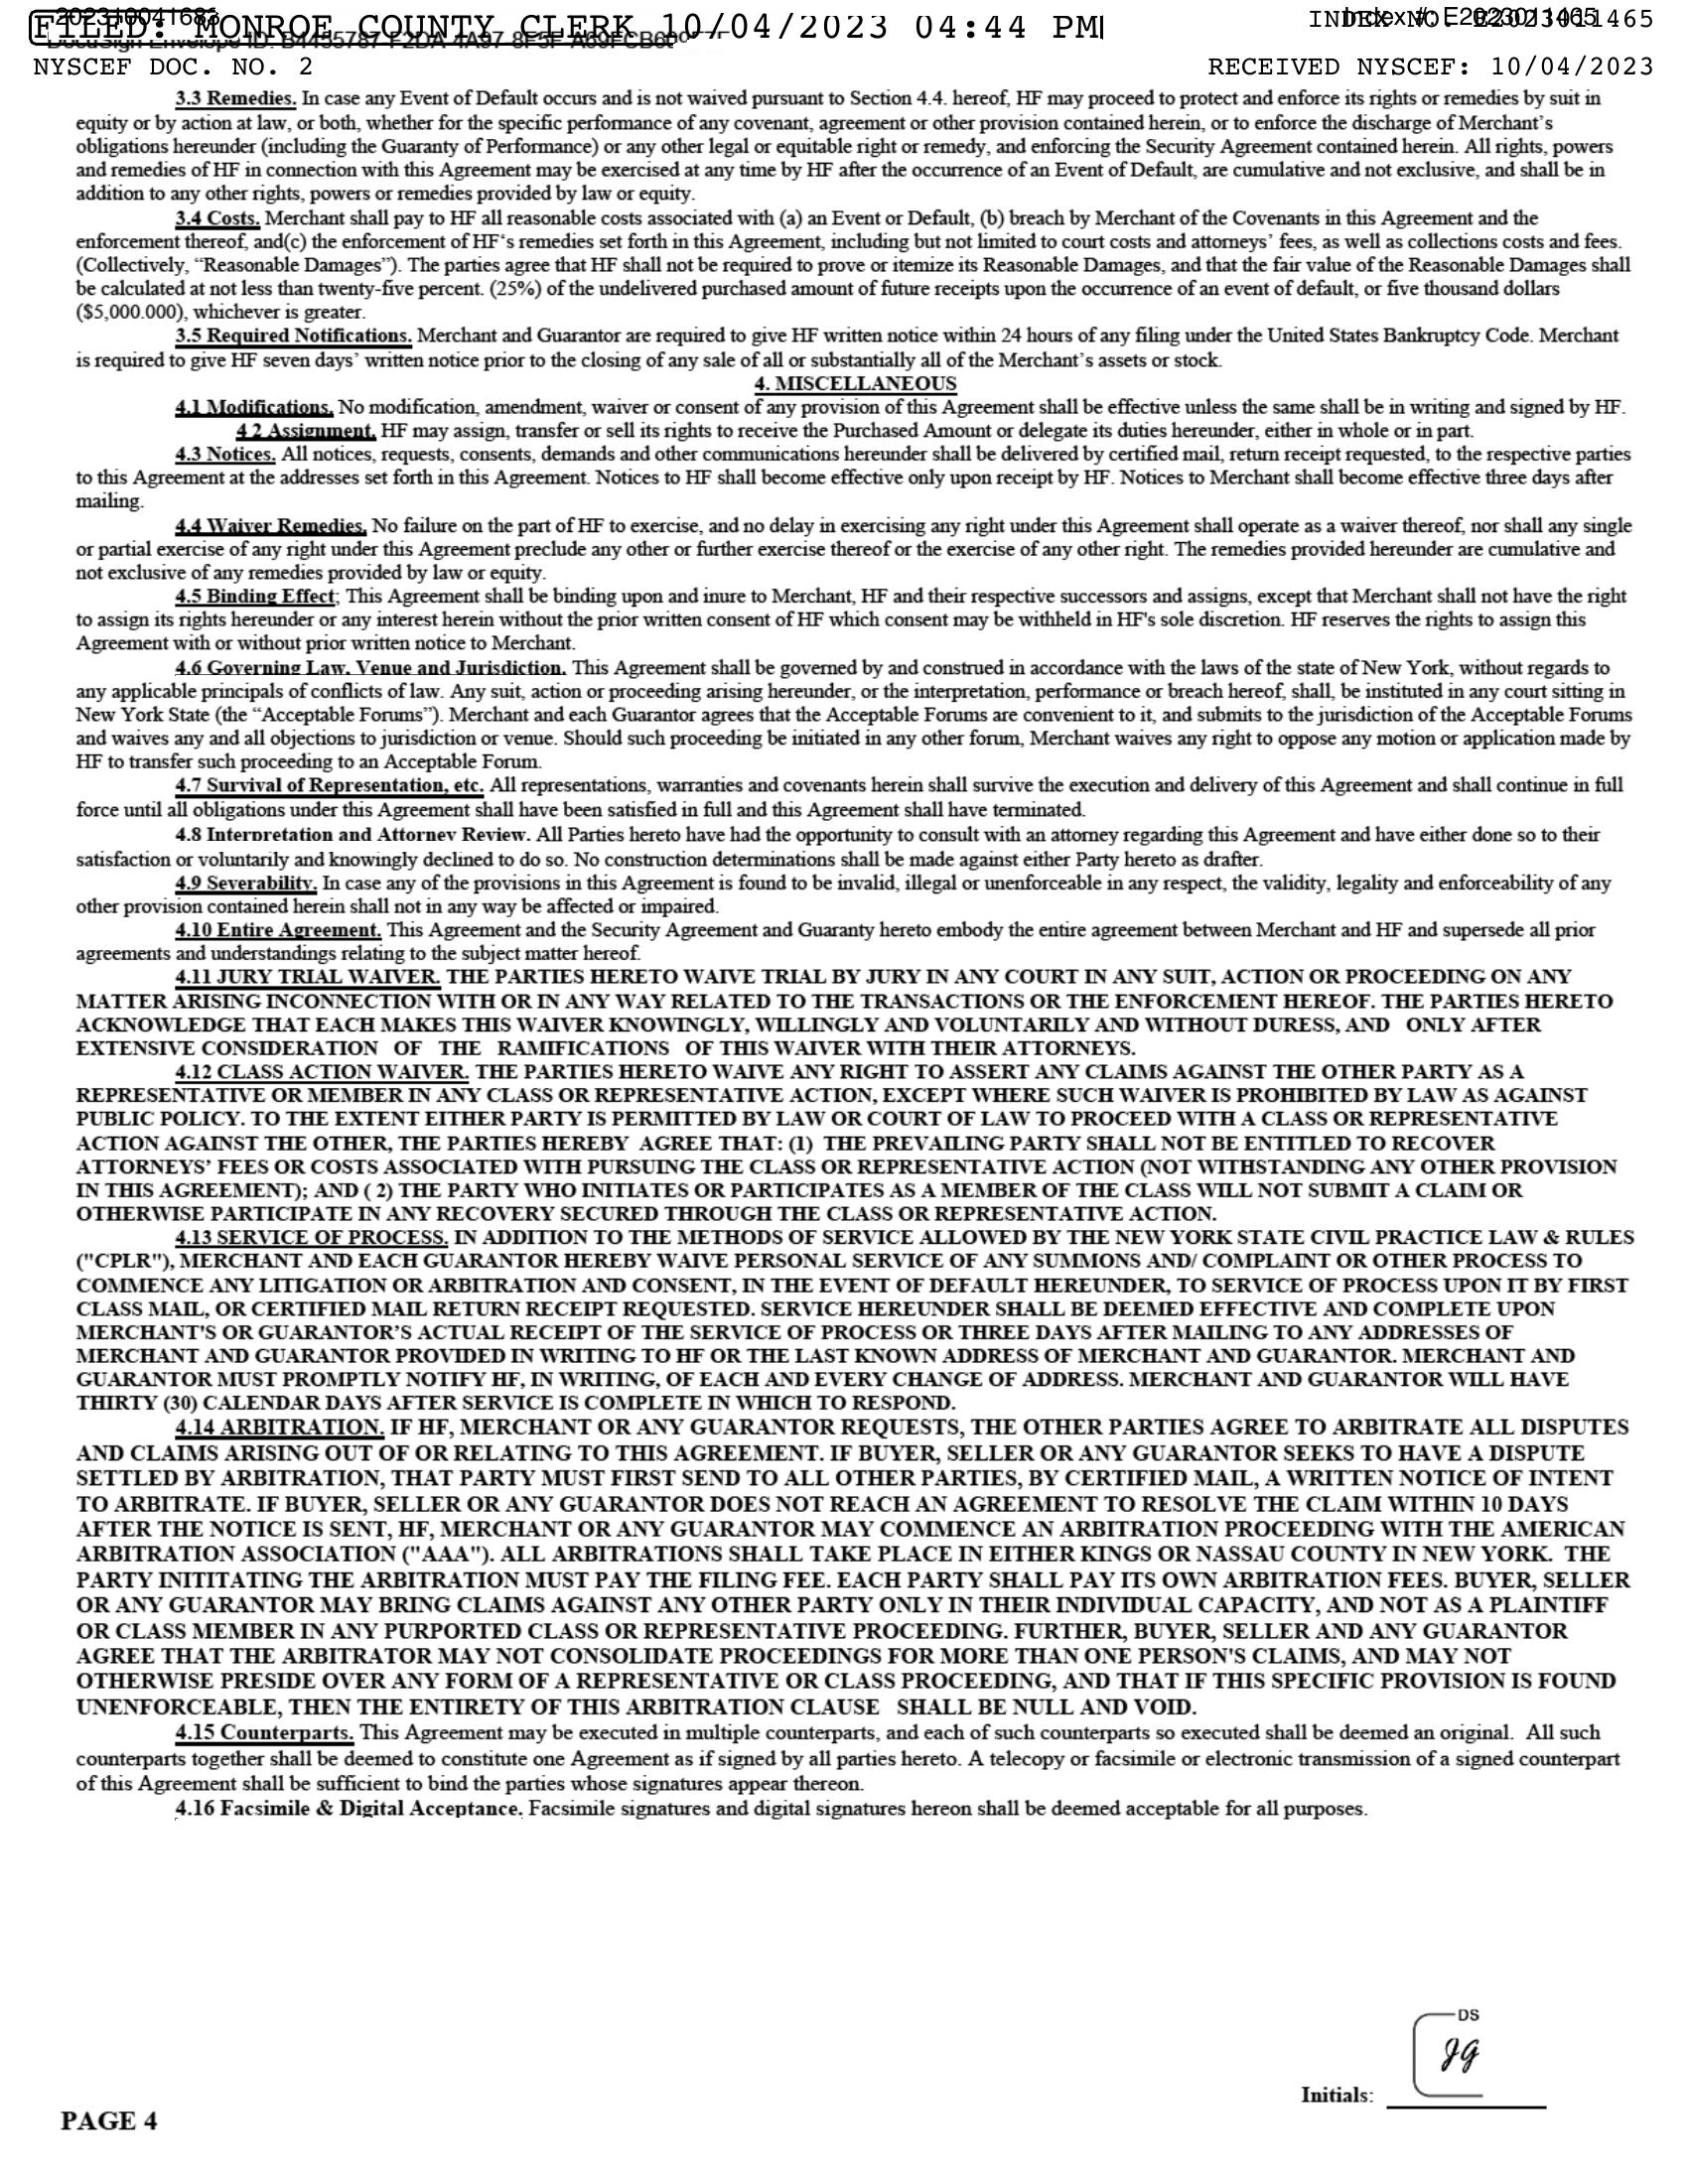 202310041683
Index #: E2023011465
FILED: MONROE COUNTY CLERK 10/04/2023 04:44 PM
INDEX NO. E2023011465
DocuSign Envelope ID: B4455787-F2DA-4A97-8F5F
NYSCEF DOC. NO. 2
RECEIVED NYSCEF: 10/04/2023
3.3 Remedies. In case any Event of Default occurs and is not waived pursuant to Section 4.4. hereof, HF may proceed to protect and enforce its rights or remedies by suit in
equity or by action at law, or both, whether for the specific performance of any covenant, agreement or other provision contained herein, or to enforce the discharge of Merchant’s
obligations hereunder (including the Guaranty of Performance) or any other legal or equitable right or remedy, and enforcing the Security Agreement contained herein. All rights, powers
and remedies of HF in connection with this Agreement may be exercised at any time by HF after the occurrence of an Event of Default, are cumulative and not exclusive, and shall be in
addition to any other rights, powers or remedies provided by law or equity.
3.4 Costs. Merchant shall pay to HF all reasonable costs associated with (a) an Event or Default, (b) breach by Merchant of the Covenants in this Agreement and the
enforcement thereof, and(c) the enforcement of HF‘s remedies set forth in this Agreement, including but not limited to court costs and attorneys’ fees, as well as collections costs and fees.
(Collectively, “Reasonable Damages”). The parties agree that HF shall not be required to prove or itemize its Reasonable Damages, and that the fair value of the Reasonable Damages shall
be calculated at not less than twenty-five percent. (25%) of the undelivered purchased amount of future receipts upon the occurrence of an event of default, or five thousand dollars
($5,000.000), whichever is greater.
3.5 Required Notifications. Merchant and Guarantor are required to give HF written notice within 24 hours of any filing under the United States Bankruptcy Code. Merchant
is required to give HF seven days’ written notice prior to the closing of any sale of all or substantially all of the Merchant’s assets or stock.
4. MISCELLANEOUS
4.1 Modifications. No modification, amendment, waiver or consent of any provision of this Agreement shall be effective unless the same shall be in writing and signed by HF.
4.2 Assignment. HF may assign, transfer or sell its rights to receive the Purchased Amount or delegate its duties hereunder, either in whole or in part.
4.3 Notices. All notices, requests, consents, demands and other communications hereunder shall be delivered by certified mail, return receipt requested, to the respective parties
to this Agreement at the addresses set forth in this Agreement. Notices to HF shall become effective only upon receipt by HF. Notices to Merchant shall become effective three days after
mailing.
4.4 Waiver Remedies. No failure on the part of HF to exercise, and no delay in exercising any right under this Agreement shall operate as a waiver thereof, nor shall any single
or partial exercise of any right under this Agreement preclude any other or further exercise thereof or the exercise of any other right. The remedies provided hereunder are cumulative and
not exclusive of any remedies provided by law or equity.
4.5 Binding Effect; This Agreement shall be binding upon and inure to Merchant, HF and their respective successors and assigns, except that Merchant shall not have the right
to assign its rights hereunder or any interest herein without the prior written consent of HF which consent may be withheld in HF's sole discretion. HF reserves the rights to assign this
Agreement with or without prior written notice to Merchant.
4.6 Governing Law, Venue and Jurisdiction. This Agreement shall be governed by and construed in accordance with the laws of the state of New York, without regards to
any applicable principals of conflicts of law. Any suit, action or proceeding arising hereunder, or the interpretation, performance or breach hereof, shall, be instituted in any court sitting in
New York State (the “Acceptable Forums”). Merchant and each Guarantor agrees that the Acceptable Forums are convenient to it, and submits to the jurisdiction of the Acceptable Forums
and waives any and all objections to jurisdiction or venue. Should such proceeding be initiated in any other forum, Merchant waives any right to oppose any motion or application made by
HF to transfer such proceeding to an Acceptable Forum.
4.7 Survival of Representation, etc. All representations, warranties and covenants herein shall survive the execution and delivery of this Agreement and shall continue in full
force until all obligations under this Agreement shall have been satisfied in full and this Agreement shall have terminated.
4.8 Interpretation and Attorney Review. All Parties hereto have had the opportunity to consult with an attorney regarding this Agreement and have either done so to their
satisfaction or voluntarily and knowingly declined to do so. No construction determinations shall be made against either Party hereto as drafter.
4.9 Severability. In case any of the provisions in this Agreement is found to be invalid, illegal or unenforceable in any respect, the validity, legality and enforceability of any
other provision contained herein shall not in any way be affected or impaired.
4.10 Entire Agreement. This Agreement and the Security Agreement and Guaranty hereto embody the entire agreement between Merchant and HF and supersede all prior
agreements and understandings relating to the subject matter hereof.
4.11 JURY TRIAL WAIVER. THE PARTIES HERETO WAIVE TRIAL BY JURY IN ANY COURT IN ANY SUIT, ACTION OR PROCEEDING ON ANY
MATTER ARISING INCONNECTION WITH OR IN ANY WAY RELATED TO THE TRANSACTIONS OR THE ENFORCEMENT HEREOF. THE PARTIES HERETO
ACKNOWLEDGE THAT EACH MAKES THIS WAIVER KNOWINGLY, WILLINGLY AND VOLUNTARILY AND WITHOUT DURESS, AND ONLY AFTER
EXTENSIVE CONSIDERATION OF THE RAMIFICATIONS OF THIS WAIVER WITH THEIR ATTORNEYS.
4.12 CLASS ACTION WAIVER. THE PARTIES HERETO WAIVE ANY RIGHT TO ASSERT ANY CLAIMS AGAINST THE OTHER PARTY AS A
REPRESENTATIVE OR MEMBER IN ANY CLASS OR REPRESENTATIVE ACTION, EXCEPT WHERE SUCH WAIVER IS PROHIBITED BY LAW AS AGAINST
PUBLIC POLICY. TO THE EXTENT EITHER PARTY IS PERMITTED BY LAW OR COURT OF LAW TO PROCEED WITH A CLASS OR REPRESENTATIVE
ACTION AGAINST THE OTHER, THE PARTIES HEREBY AGREE THAT: (1) THE PREVAILING PARTY SHALL NOT BE ENTITLED TO RECOVER
ATTORNEYS’ FEES OR COSTS ASSOCIATED WITH PURSUING THE CLASS OR REPRESENTATIVE ACTION (NOT WITHSTANDING ANY OTHER PROVISION
IN THIS AGREEMENT); AND ( 2) THE PARTY WHO INITIATES OR PARTICIPATES AS A MEMBER OF THE CLASS WILL NOT SUBMIT A CLAIM OR
OTHERWISE PARTICIPATE IN ANY RECOVERY SECURED THROUGH THE CLASS OR REPRESENTATIVE ACTION.
4.13 SERVICE OF PROCESS. IN ADDITION TO THE METHODS OF SERVICE ALLOWED BY THE NEW YORK STATE CIVIL PRACTICE LAW & RULES
("CPLR"), MERCHANT AND EACH GUARANTOR HEREBY WAIVE PERSONAL SERVICE OF ANY SUMMONS AND/ COMPLAINT OR OTHER PROCESS TO
COMMENCE ANY LITIGATION OR ARBITRATION AND CONSENT, IN THE EVENT OF DEFAULT HEREUNDER, TO SERVICE OF PROCESS UPON IT BY FIRST
CLASS MAIL, OR CERTIFIED MAIL RETURN RECEIPT REQUESTED. SERVICE HEREUNDER SHALL BE DEEMED EFFECTIVE AND COMPLETE UPON
MERCHANT'S OR GUARANTOR’S ACTUAL RECEIPT OF THE SERVICE OF PROCESS OR THREE DAYS AFTER MAILING TO ANY ADDRESSES OF
MERCHANT AND GUARANTOR PROVIDED IN WRITING TO HF OR THE LAST KNOWN ADDRESS OF MERCHANT AND GUARANTOR. MERCHANT AND
GUARANTOR MUST PROMPTLY NOTIFY HF, IN WRITING, OF EACH AND EVERY CHANGE OF ADDRESS. MERCHANT AND GUARANTOR WILL HAVE
THIRTY (30) CALENDAR DAYS AFTER SERVICE IS COMPLETE IN WHICH TO RESPOND.
4.14 ARBITRATION. IF HF, MERCHANT OR ANY GUARANTOR REQUESTS, THE OTHER PARTIES AGREE TO ARBITRATE ALL DISPUTES
AND CLAIMS ARISING OUT OF OR RELATING TO THIS AGREEMENT. IF BUYER, SELLER OR ANY GUARANTOR SEEKS TO HAVE A DISPUTE
SETTLED BY ARBITRATION, THAT PARTY MUST FIRST SEND TO ALL OTHER PARTIES, BY CERTIFIED MAIL, A WRITTEN NOTICE OF INTENT
TO ARBITRATE. IF BUYER, SELLER OR ANY GUARANTOR DOES NOT REACH AN AGREEMENT TO RESOLVE THE CLAIM WITHIN 10 DAYS
AFTER THE NOTICE IS SENT, HF, MERCHANT OR ANY GUARANTOR MAY COMMENCE AN ARBITRATION PROCEEDING WITH THE AMERICAN
ARBITRATION ASSOCIATION ("AAA"). ALL ARBITRATIONS SHALL TAKE PLACE IN EITHER KINGS OR NASSAU COUNTY IN NEW YORK. THE
PARTY INITITATING THE ARBITRATION MUST PAY THE FILING FEE. EACH PARTY SHALL PAY ITS OWN ARBITRATION FEES. BUYER, SELLER
OR ANY GUARANTOR MAY BRING CLAIMS AGAINST ANY OTHER PARTY ONLY IN THEIR INDIVIDUAL CAPACITY, AND NOT AS A PLAINTIFF
OR CLASS MEMBER IN ANY PURPORTED CLASS OR REPRESENTATIVE PROCEEDING. FURTHER, BUYER, SELLER AND ANY GUARANTOR
AGREE THAT THE ARBITRATOR MAY NOT CONSOLIDATE PROCEEDINGS FOR MORE THAN ONE PERSON'S CLAIMS, AND MAY NOT
OTHERWISE PRESIDE OVER ANY FORM OF A REPRESENTATIVE OR CLASS PROCEEDING, AND THAT IF THIS SPECIFIC PROVISION IS FOUND
UNENFORCEABLE, THEN THE ENTIRETY OF THIS ARBITRATION CLAUSE SHALL BE NULL AND VOID.
4.15 Counterparts. This Agreement may be executed in multiple counterparts, and each of such counterparts so executed shall be deemed an original. All such
counterparts together shall be deemed to constitute one Agreement as if signed by all parties hereto. A telecopy or facsimile or electronic transmission of a signed counterpart
of this Agreement shall be sufficient to bind the parties whose signatures appear thereon.
4.16 Facsimile & Digital Acceptance. Facsimile signatures and digital signatures hereon shall be deemed acceptable for all purposes.
DS
JG
Initials:
PAGE 4